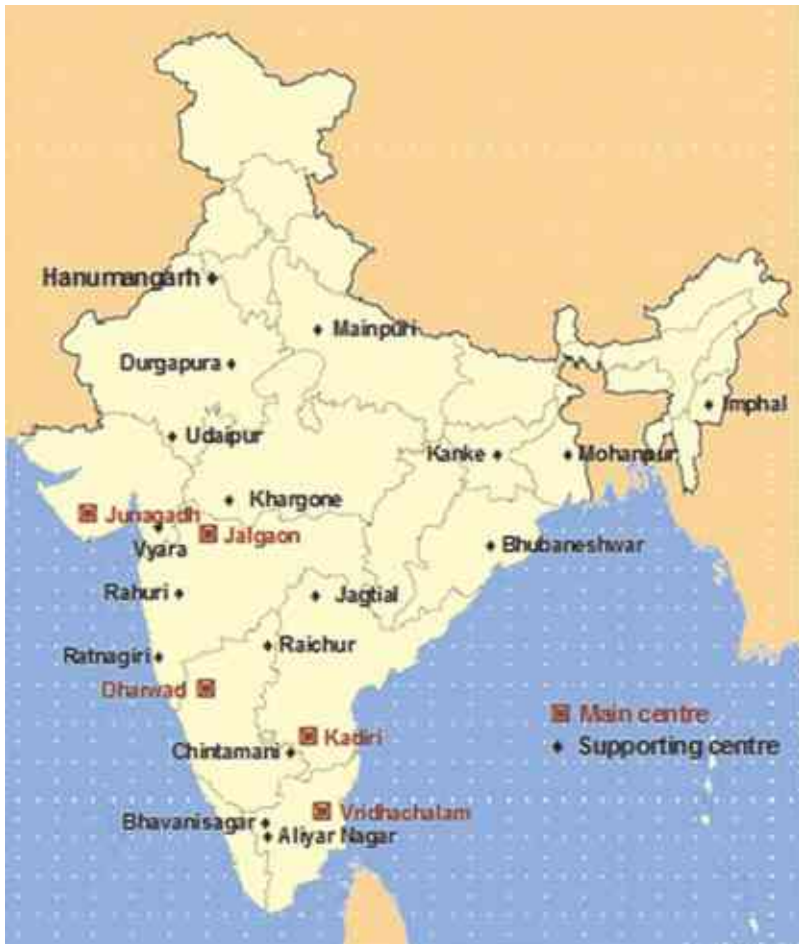 Hanumangarh
Mainpuri
Durgapura
Imphal
Udaipur
Kanke
Mohanpur
Khargone
Junagadh
Jalgaon
Vyara
Bhubaneshwar
Rahuri
Jagtial
Raichur
Ratnagiri
Dharwad
Main centre
Kadiri
Supporting centre
Chintamani
Vridhachalam
Bhavanisagar
Aliyar Nagar